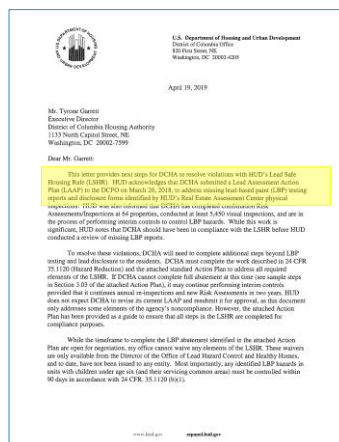 U.S. Department of Housing and Urban Development
District of Columbia Office
820 First Street, NE
Washington, DC 20002-4205
April 19, 2019
Mr. Tyrone Garrett
Executive Director
District of Columbia Housing Authority
1133 North Capitol Street, NE
Washington, DC 20002-7599
Dear Mr. Garrett:
This letter provides next steps for DCHA to resolve violations with HUD's Lead Safe
Housing Rule (LSHR). HUD acknowledges that DCHA submitted a Lead Assessment Action
Plan (LAAP) to the DCFO on March 20, 2018, to address missing lead-based paint (LBP) testing
reports and disclosure forms identified by HUD's Real Estate Assessment Center physical
inspections. HUD was also informed that DCHA has completed combination Risk
Assessments/Inspections at 64 properties, conducted at least 5,450 visual inspections, and are in
the process of performing interim controls to control LBP hazards. While this work is
significant, HUD notes that DCHA should have been in compliance with the LSHR before HUD
conducted a review of missing LBP reports.
To resolve these violations, DCHA will need to complete additional steps beyond LBP
testing and lead disclosure to the residents. DCHA must complete the work described in 24 CFR
35.1120 (Hazard Reduction) and the attached standard Action Plan to address all required
elements of the LSHR. If DCHA cannot complete full abatement at this time (see sample steps
in Section 3.03 of the attached Action Plan), it may continue performing interim controls
provided that it continues annual re-inspections and new Risk Assessments in two years. HUD
does not expect DCHA to revise its current LAAP and resubmit it for approval, as this document
only addresses some elements of the agency's noncompliance. However, the attached Action
Plan has been provided as a guide to ensure that all steps in the LSHR are completed for
compliance purposes.
While the timeframe to complete the LBP abatement identified in the attached Action
Plan are open for negotiation, my office cannot waive any elements of the LSHR. These waivers
are only available from the Director of the Office of Lead Hazard Control and Healthy Homes,
and to date, have not been issued to any entity. Most importantly, any identified LBP hazards in
units with children under age six (and their servicing common areas) must be controlled within
90 days in accordance with 24 CFR. 35.1120 (b)(1).
www.hud.gov espanol.hud.gov